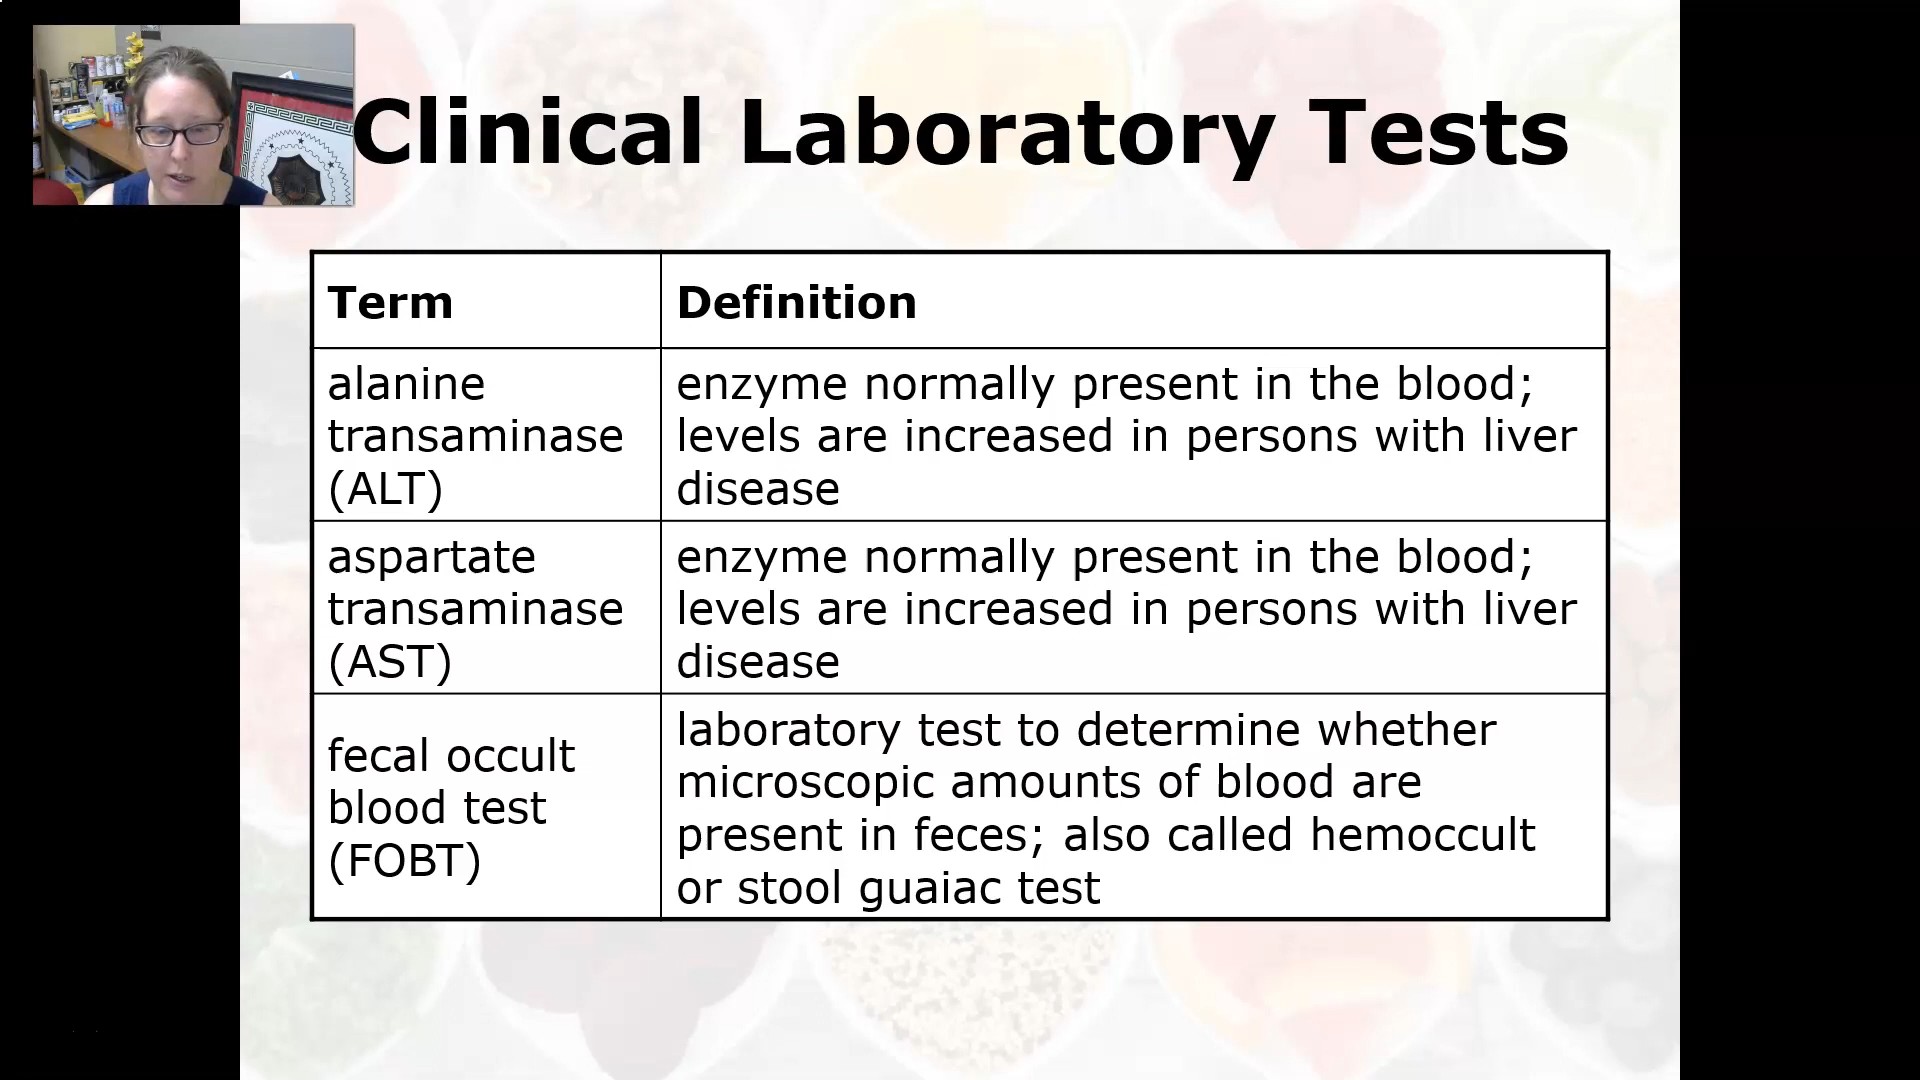 Clinical Laboratory Tests
Term
Definition
alanine
transaminase
(ALT)
enzyme normally present in the blood;
levels are increased in persons with liver
disease
aspartate
transaminase
(AST)
enzyme normally present in the blood;
levels are increased in persons with liver
disease
fecal occult
blood test
(FOBT)
laboratory test to determine whether
microscopic amounts of blood are
present in feces; also called hemoccult
or stool guaiac test